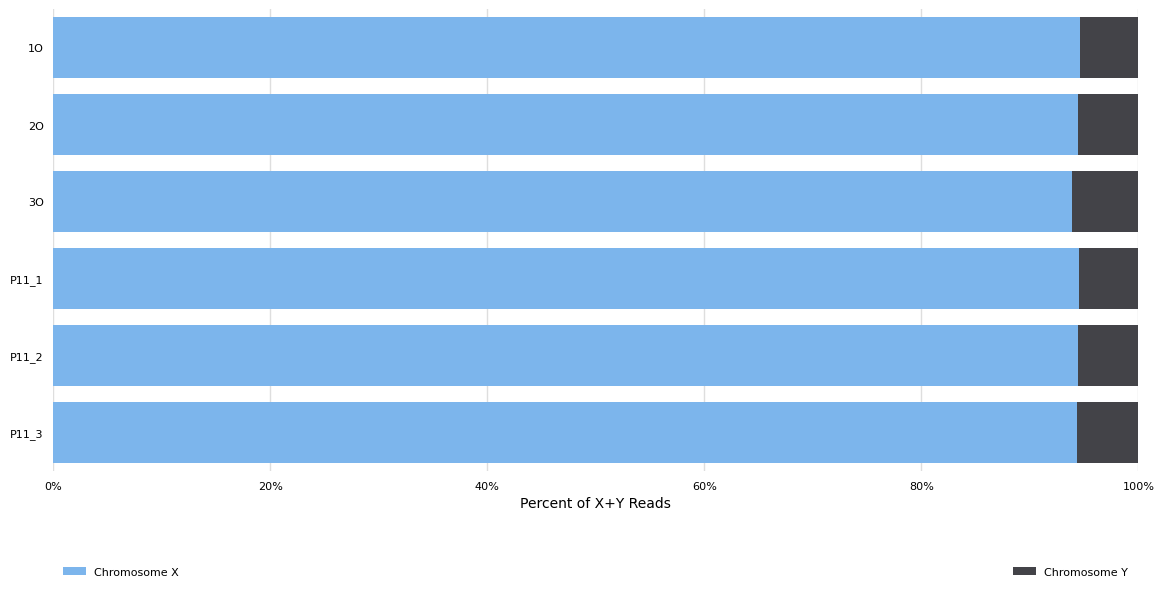 1O
2O
3O
P11_1
P11_2
P11_3
0% 20% 40% 60% 80% 100%
Percent of X+Y Reads
Chromosome X Chromosome Y